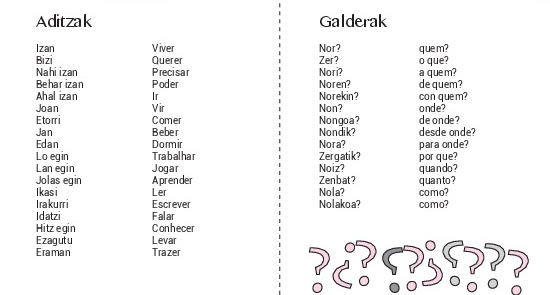 Aditzak
Izan
Bizi
Nahi izan
Behar izan
Ahal izan
Joan
Etorri
Jan
Edan
Lo egin
Lan egin
Jolas egin
Ikasi
Irakurri
Idatzi
Hitz egin
Ezagutu
Eraman
Viver
Querer
Precisar
Poder
Ir
Vir
Comer
Beber
Dormir
Trabalhar
Jogar
Aprender
Ler
Escrever
Falar
Conhecer
Levar
Trazer
Galderak
Nor? quem?
Zer? o que?
Nori? a quem?
Noren? de quem?
Norekin? con quem?
Non? onde?
Nongoa? de onde?
Nondik? desde onde?
Nora? para onde?
Zergatik? por que?
Noiz? quando?
Zenbat? quanto?
Nola? como?
Nolakoa? como?